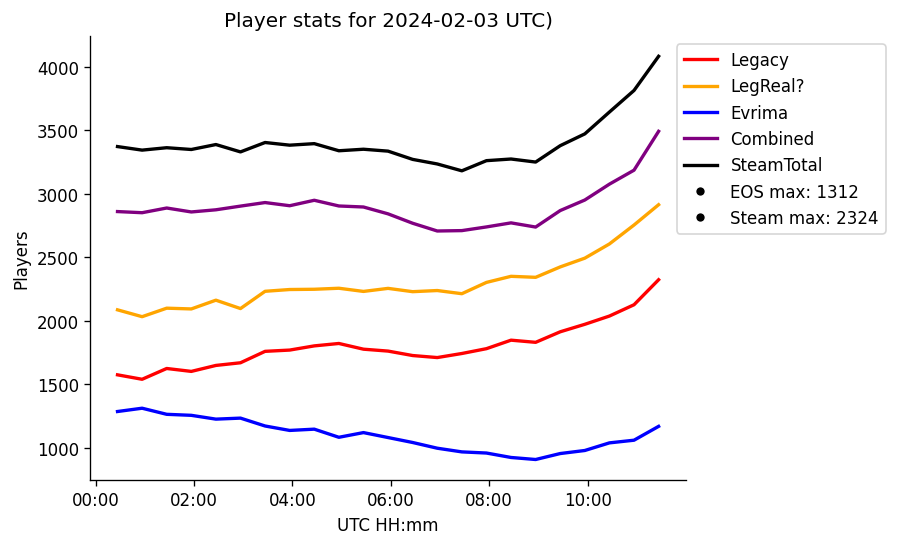 Player stats for 2024-02-03 UTC)
4000
3500
3000
2500
2000
1500
1000
Players
00:00 02:00 04:00 06:00 08:00 10:00
UTC HH:mm
Legacy
LegReal?
Evrima
Combined
SteamTotal
EOS max: 1312
Steam max: 2324